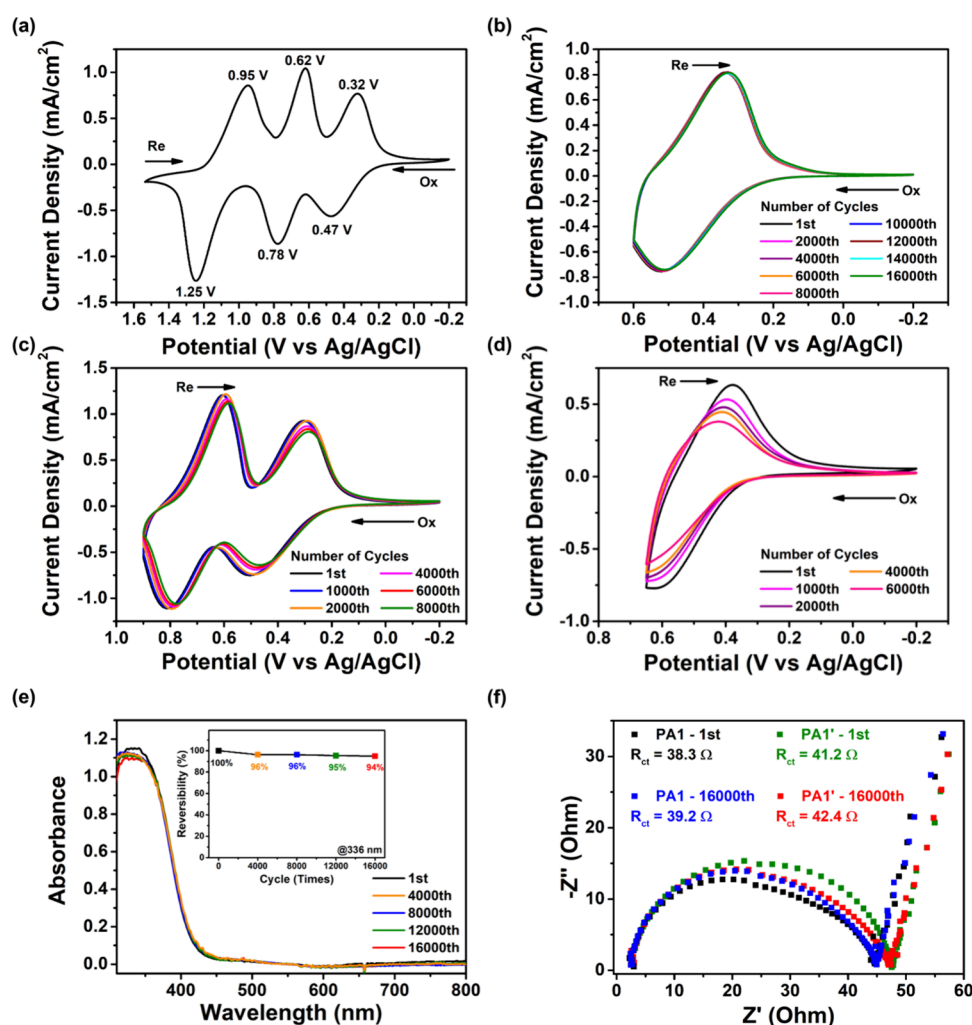 (a)
Current Density (mA/cm²)
1.0
0.5
0.0
-0.5
-1.0
-1.5
0.95 V
0.62 V
0.32 V
Re
Ox
0.47 V
0.78 V
1.25 V
1.6 1.4 1.2 1.0 0.8 0.6 0.4 0.2 0.0 -0.2
Potential (V vs Ag/AgCl)
(b)
Current Density (mA/cm²)
1.0
0.8
0.6
0.4
0.2
0.0
-0.2
-0.4
-0.6
-0.8
-1.0
Re
Ox
Number of Cycles
1st 10000th
2000th 12000th
4000th 14000th
6000th 16000th
8000th
0.6 0.4 0.2 0.0 -0.2
Potential (V vs Ag/AgCl)
(c)
Current Density (mA/cm²)
1.5
1.0
0.5
0.0
-0.5
-1.0
Re
Ox
Number of Cycles
1st 4000th
1000th 6000th
2000th 8000th
1.0 0.8 0.6 0.4 0.2 0.0 -0.2
Potential (V vs Ag/AgCl)
(d)
Current Density (mA/cm²)
0.5
0.0
-0.5
-1.0
Re
Ox
Number of Cycles
1st 4000th
1000th 6000th
2000th
0.8 0.6 0.4 0.2 0.0 -0.2
Potential (V vs Ag/AgCl)
(e)
Absorbance
1.2
1.0
0.8
0.6
0.4
0.2
0.0
Reversibility (%)
100
80
60
40
20
0
100%
96%
96%
95%
94%
@336 nm
0 4000 8000 12000 16000
Cycle (Times)
1st
4000th
8000th
12000th
16000th
400 500 600 700 800
Wavelength (nm)
(f)
-Z'' (Ohm)
30
20
10
0
PA1 - 1st
Rct = 38.3 Ω
PA1' - 1st
Rct = 41.2 Ω
PA1 - 16000th
Rct = 39.2 Ω
PA1' - 16000th
Rct = 42.4 Ω
0 10 20 30 40 50 60
Z' (Ohm)